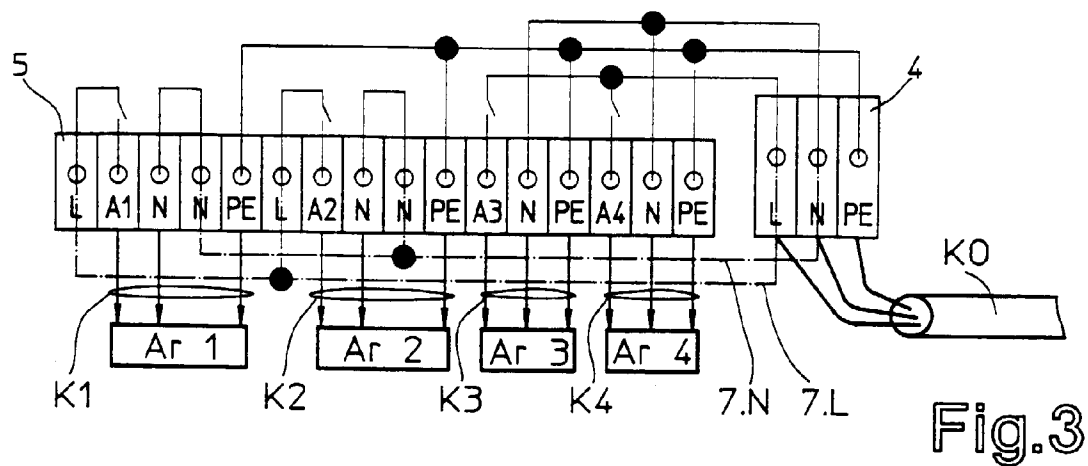 5
4
L A1 N N PE L A2 N N PE A3 N PE A4 N PE
L N PE
K0
Ar 1 Ar 2 Ar 3 Ar 4
K1 K2 K3 K4 7.N 7.L
Fig.3